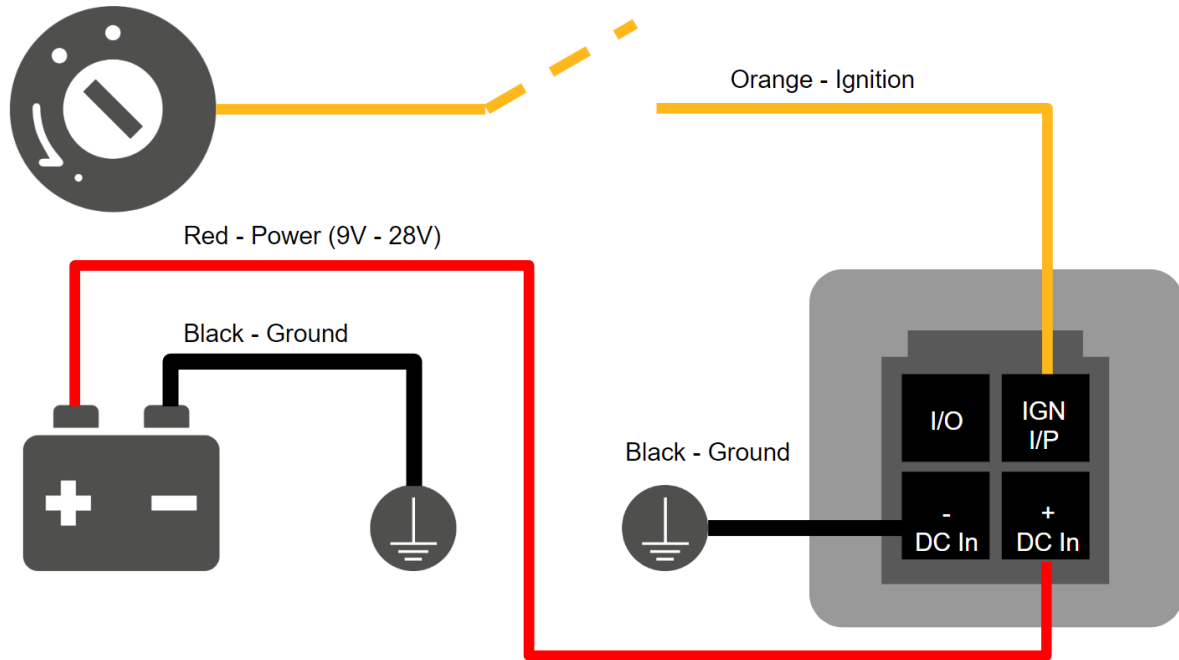 Orange - Ignition
Red - Power (9V - 28V)
Black - Ground
I/O
IGN
I/P
Black - Ground
-
DC In
+
DC In